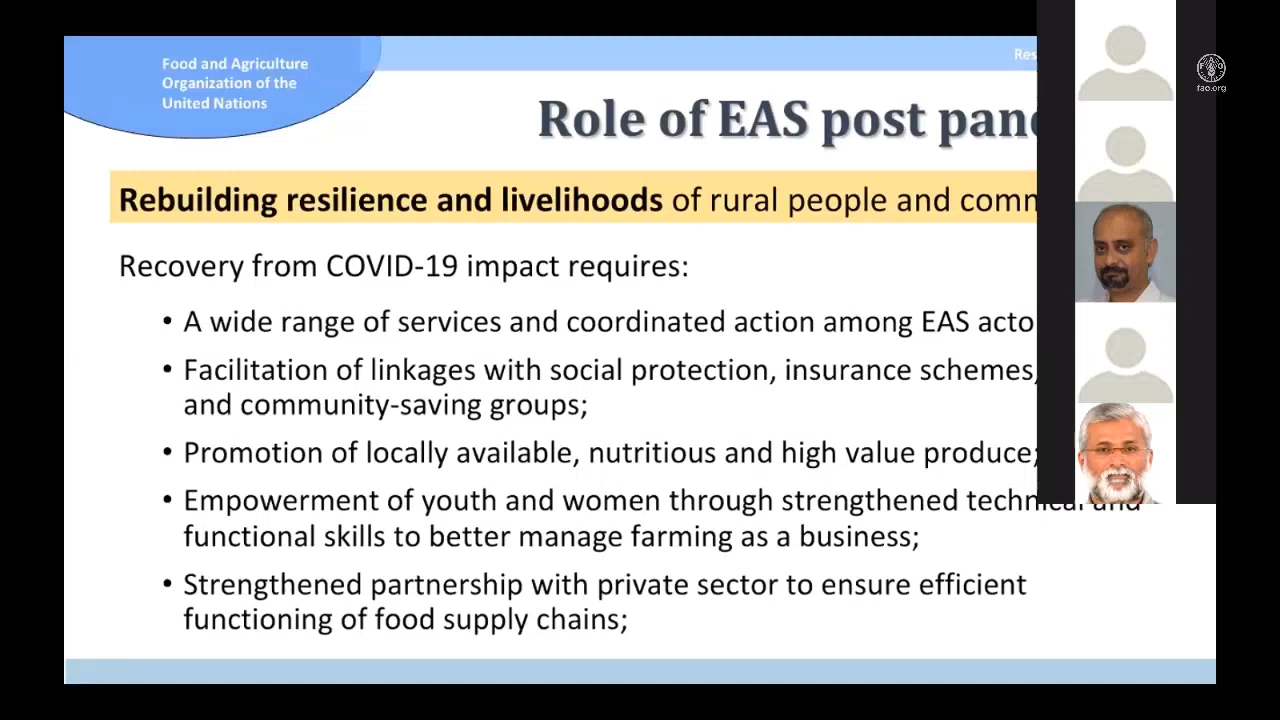 Food and Agriculture
Organization of the
United Nations
Res
fao.org
Role of EAS post pan
Rebuilding resilience and livelihoods of rural people and comm
Recovery from COVID-19 impact requires:
• A wide range of services and coordinated action among EAS acto
• Facilitation of linkages with social protection, insurance schemes,
and community-saving groups;
• Promotion of locally available, nutritious and high value produce;
• Empowerment of youth and women through strengthened technical and
functional skills to better manage farming as a business;
• Strengthened partnership with private sector to ensure efficient
functioning of food supply chains;